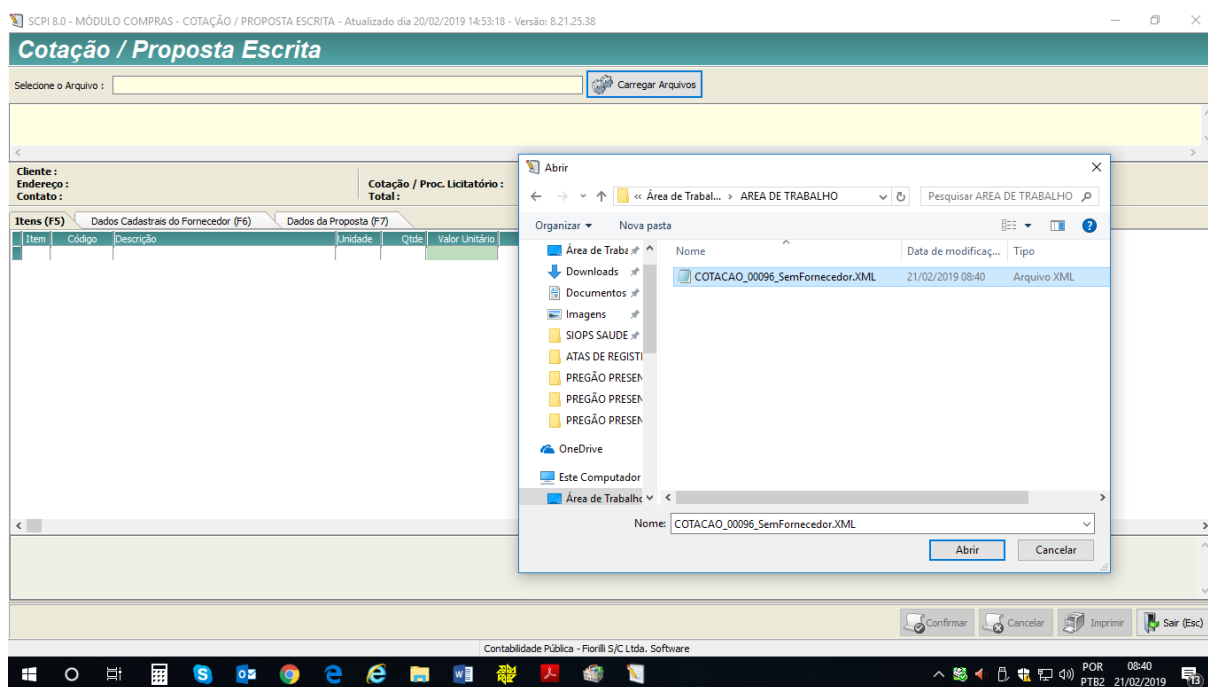 SCPI 8.0 - MÓDULO COMPRAS - COTAÇÃO / PROPOSTA ESCRITA - Atualizado dia 20/02/2019 14:53:18 - Versão: 8.21.25.38
Cotação / Proposta Escrita
Selecione o Arquivo :
Carregar Arquivos
Cliente :
Endereço :
Contato :
Cotação / Proc. Licitatório :
Total :
Itens (F5) Dados Cadastrais do Fornecedor (F6) Dados da Proposta (F7)
Item Código Descrição Unidade Qtde Valor Unitário
Abrir
« Área de Trabal... › AREA DE TRABALHO
Pesquisar AREA DE TRABALHO
Organizar Nova pasta
Nome Data de modificaç... Tipo
COTACAO_00096_SemFornecedor.XML 21/02/2019 08:40 Arquivo XML
Área de Traba
Downloads
Documentos
Imagens
SIOPS SAUDE
ATAS DE REGISTI
PREGÃO PRESEN
PREGÃO PRESEN
PREGÃO PRESEN
OneDrive
Este Computador
Área de Trabalho
Nome: COTACAO_00096_SemFornecedor.XML
Abrir Cancelar
Confirmar Cancelar Imprimir Sair (Esc)
Contabilidade Pública - Fiorilli S/C Ltda. Software
POR 08:40
PTB2 21/02/2019
13